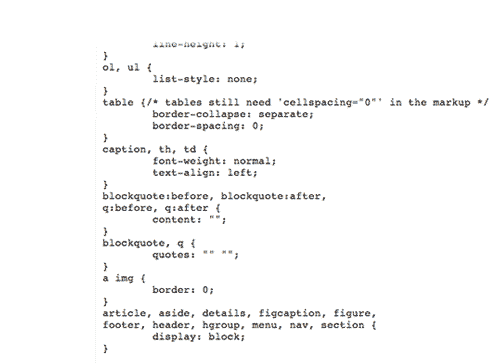 line-height: 1;
}
ol, ul {
        list-style: none;
}
table {/* tables still need 'cellspacing="0"' in the markup */
        border-collapse: separate;
        border-spacing: 0;
}
caption, th, td {
        font-weight: normal;
        text-align: left;
}
blockquote:before, blockquote:after,
q:before, q:after {
        content: "";
}
blockquote, q {
        quotes: "" "";
}
a img {
        border: 0;
}
article, aside, details, figcaption, figure,
footer, header, hgroup, menu, nav, section {
        display: block;
}